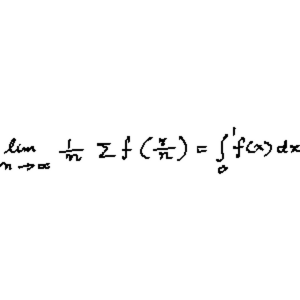 lim n→∞ 1/n Σ f (r/n) = ∫₀¹ f(x) dx